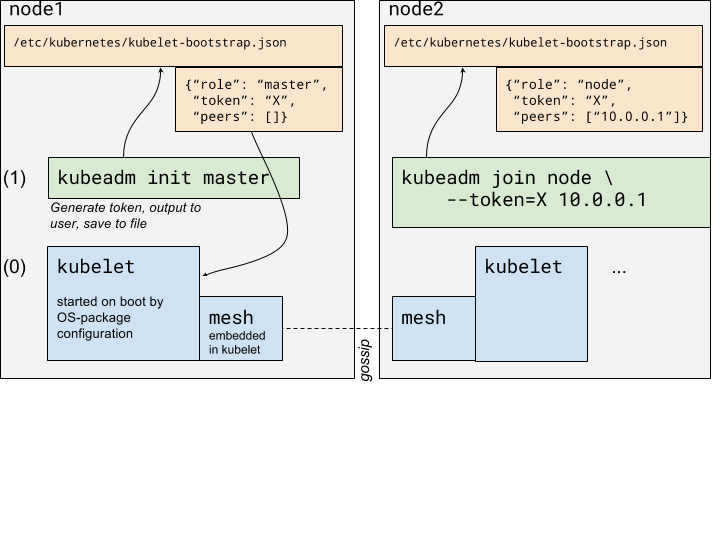 node1
/etc/kubernetes/kubelet-bootstrap.json
{“role”: “master”,
“token”: “X”,
“peers”: []}
(1)
kubeadm init master
Generate token, output to
user, save to file
(0)
kubelet
started on boot by
OS-package
configuration
mesh
embedded
in kubelet
gossip
node2
/etc/kubernetes/kubelet-bootstrap.json
{“role”: “node”,
“token”: “X”,
“peers”: [“10.0.0.1”]}
kubeadm join node \
--token=X 10.0.0.1
kubelet
...
mesh